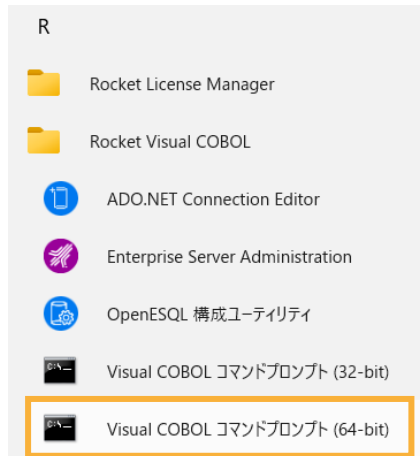 R
Rocket License Manager
Rocket Visual COBOL
ADO.NET Connection Editor
Enterprise Server Administration
OpenESQL 構成ユーティリティ
Visual COBOL コマンドプロンプト (32-bit)
Visual COBOL コマンドプロンプト (64-bit)